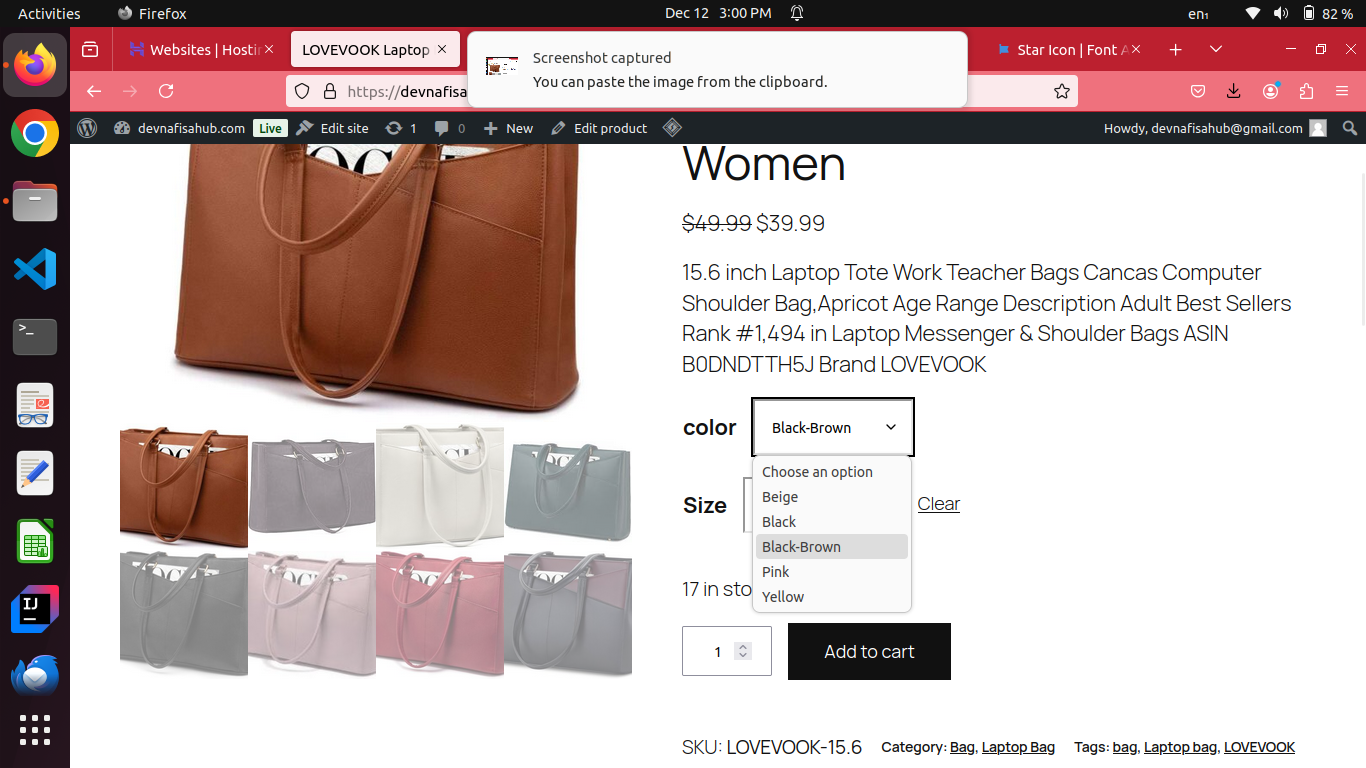 Activities
Firefox
Dec 12 3:00 PM
en₁
82 %
Websites | Hostin
LOVEVOOK Laptop
Star Icon | Font A
Screenshot captured
You can paste the image from the clipboard.
https://devnafisa
devnafisahub.com
Live
Edit site
1
0
New
Edit product
Howdy, devnafisahub@gmail.com
Women
$49.99 $39.99
15.6 inch Laptop Tote Work Teacher Bags Cancas Computer
Shoulder Bag,Apricot Age Range Description Adult Best Sellers
Rank #1,494 in Laptop Messenger & Shoulder Bags ASIN
B0DNDTTH5J Brand LOVEVOOK
color
Black-Brown
Choose an option
Beige
Black
Black-Brown
Pink
Yellow
Size
Clear
17 in sto
1
Add to cart
SKU: LOVEVOOK-15.6 Category: Bag, Laptop Bag Tags: bag, Laptop bag, LOVEVOOK